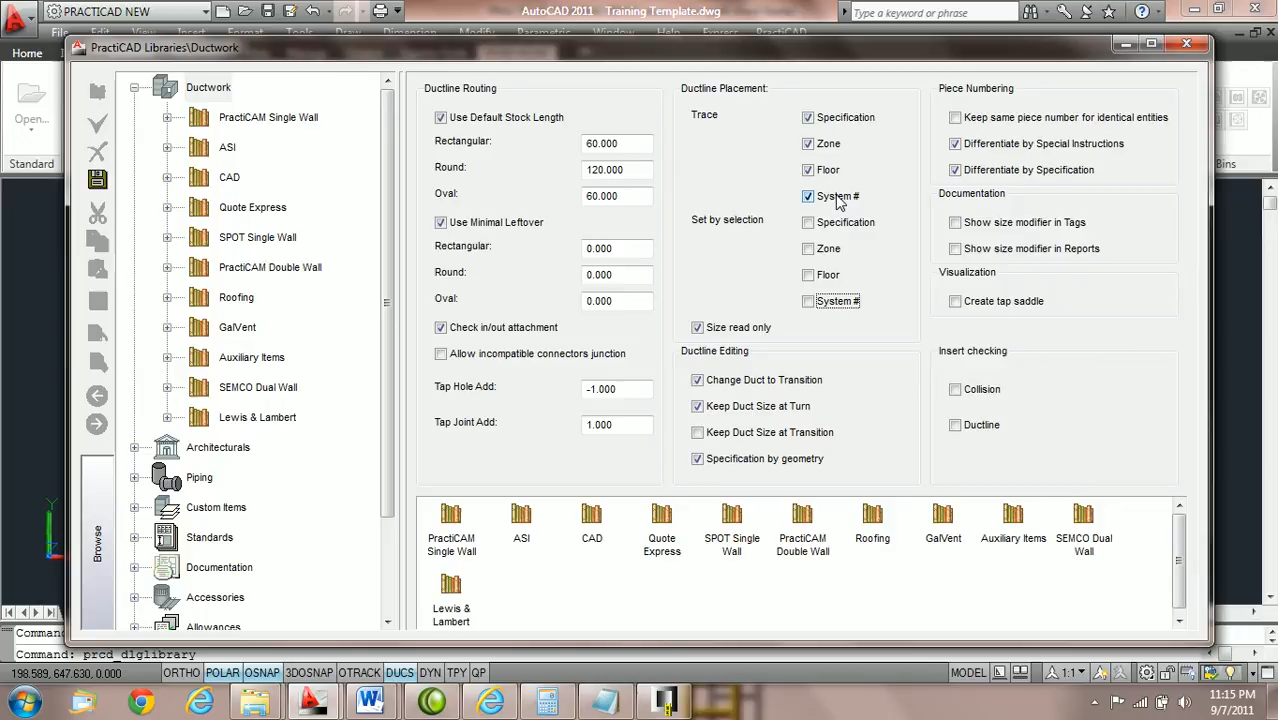 PRACTICAD NEW
AutoCAD 2011 - Training Template.dwg
Type a keyword or phrase
PractiCAD Libraries\Ductwork
Home
Open...
Standard
Bins
Browse
Ductwork
PractiCAM Single Wall
ASI
CAD
Quote Express
SPOT Single Wall
PractiCAM Double Wall
Roofing
GalVent
Auxiliary Items
SEMCO Dual Wall
Lewis & Lambert
Architecturals
Piping
Custom Items
Standards
Documentation
Accessories
Allowances
Ductline Routing
Use Default Stock Length
Rectangular: 60.000
Round: 120.000
Oval: 60.000
Use Minimal Leftover
Rectangular: 0.000
Round: 0.000
Oval: 0.000
Check in/out attachment
Allow incompatible connectors junction
Tap Hole Add: -1.000
Tap Joint Add: 1.000
Ductline Placement:
Trace
Specification
Zone
Floor
System #
Set by selection
Specification
Zone
Floor
System #
Size read only
Ductline Editing
Change Duct to Transition
Keep Duct Size at Turn
Keep Duct Size at Transition
Specification by geometry
Piece Numbering
Keep same piece number for identical entities
Differentiate by Special Instructions
Differentiate by Specification
Documentation
Show size modifier in Tags
Show size modifier in Reports
Visualization
Create tap saddle
Insert checking
Collision
Ductline
PractiCAM Single Wall
ASI
CAD
Quote Express
SPOT Single Wall
PractiCAM Double Wall
Roofing
GalVent
Auxiliary Items
SEMCO Dual Wall
Lewis & Lambert
Command: prcd_dlglibrary
198.589, 647.630, 0.000
ORTHO POLAR OSNAP 3DOSNAP OTRACK DUCS DYN TPY QP
MODEL
1:1
11:15 PM
9/7/2011